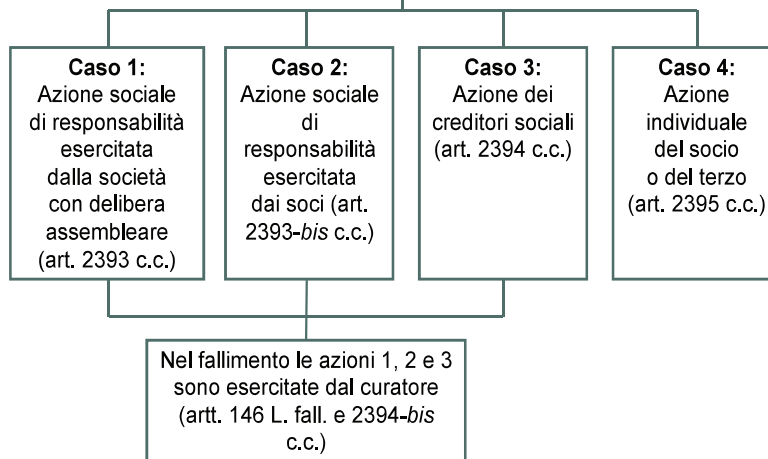 Caso 1:
Azione sociale
di responsabilità
esercitata
dalla società
con delibera
assembleare
(art. 2393 c.c.)
Caso 2:
Azione sociale
di
responsabilità
esercitata
dai soci (art.
2393-bis c.c.)
Caso 3:
Azione dei
creditori sociali
(art. 2394 c.c.)
Caso 4:
Azione
individuale
del socio
o del terzo
(art. 2395 c.c.)
Nel fallimento le azioni 1, 2 e 3
sono esercitate dal curatore
(artt. 146 L. fall. e 2394-bis
c.c.)